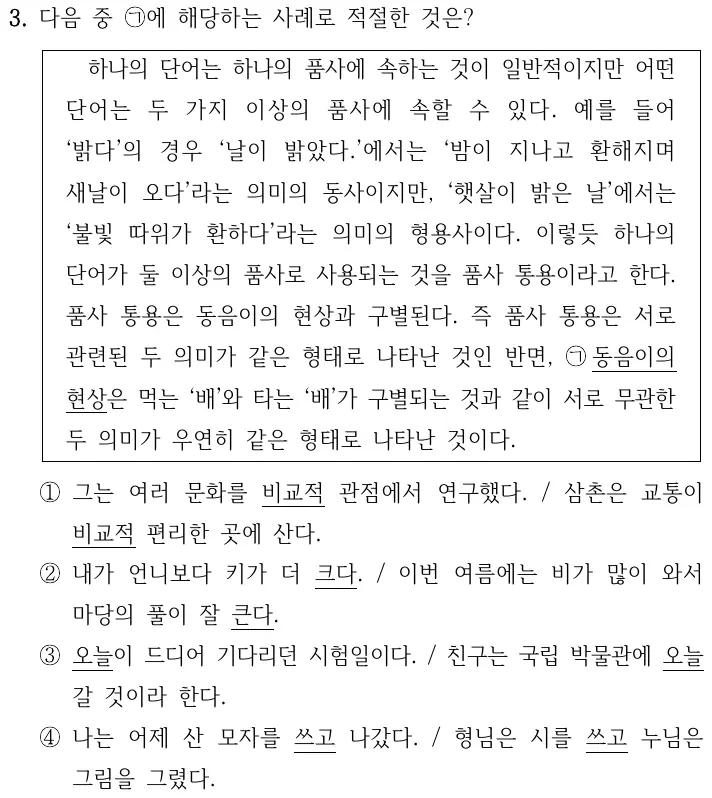 3. 다음 중 ㉠에 해당하는 사례로 적절한 것은?
하나의 단어는 하나의 품사에 속하는 것이 일반적이지만 어떤
단어는 두 가지 이상의 품사에 속할 수 있다. 예를 들어
‘밝다’의 경우 ‘날이 밝았다.’에서는 ‘밤이 지나고 환해지며
새날이 오다’라는 의미의 동사이지만, ‘햇살이 밝은 날’에서는
‘불빛 따위가 환하다’라는 의미의 형용사이다. 이렇듯 하나의
단어가 둘 이상의 품사로 사용되는 것을 품사 통용이라고 한다.
품사 통용은 동음이의 현상과 구별된다. 즉 품사 통용은 서로
관련된 두 의미가 같은 형태로 나타난 것인 반면, ㉠ 동음이의
현상은 먹는 ‘배’와 타는 ‘배’가 구별되는 것과 같이 서로 무관한
두 의미가 우연히 같은 형태로 나타난 것이다.
① 그는 여러 문화를 비교적 관점에서 연구했다. / 삼촌은 교통이
비교적 편리한 곳에 산다.
② 내가 언니보다 키가 더 크다. / 이번 여름에는 비가 많이 와서
마당의 풀이 잘 큰다.
③ 오늘이 드디어 기다리던 시험일이다. / 친구는 국립 박물관에 오늘
갈 것이라 한다.
④ 나는 어제 산 모자를 쓰고 나갔다. / 형님은 시를 쓰고 누님은
그림을 그렸다.